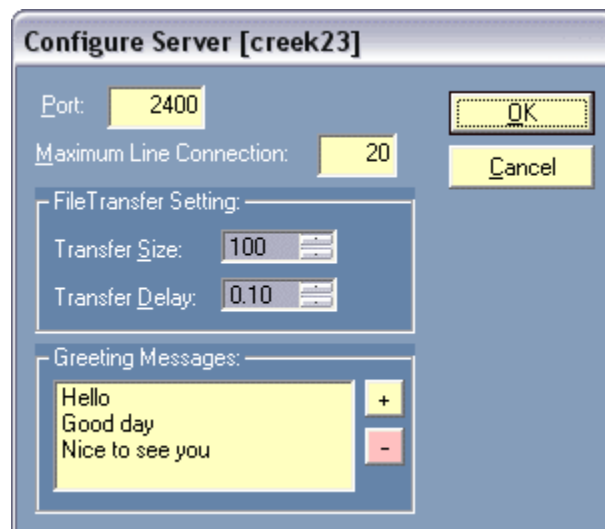 Configure Server [creek23]
Port: 2400
OK
Maximum Line Connection: 20
Cancel
FileTransfer Setting:
Transfer Size: 100
Transfer Delay: 0.10
Greeting Messages:
Hello
Good day
Nice to see you
+
-